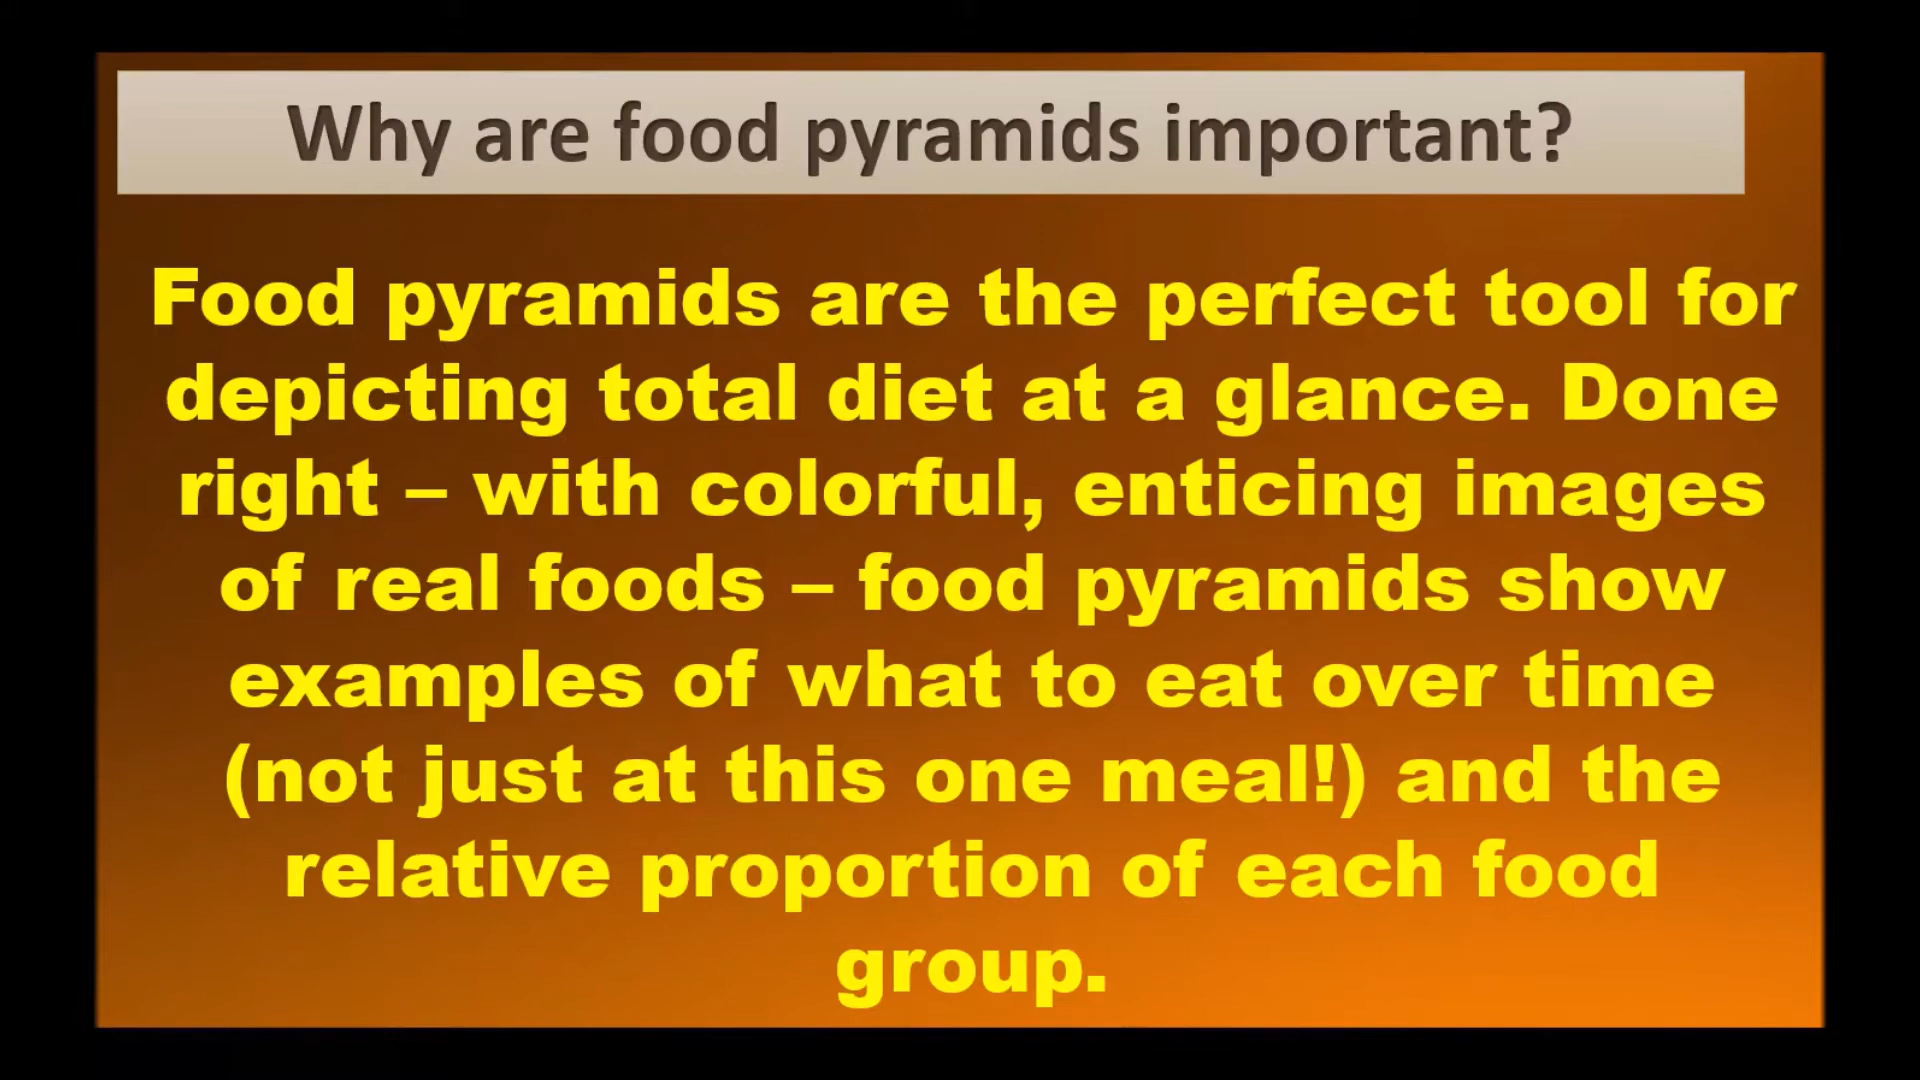 Why are food pyramids important?
Food pyramids are the perfect tool for
depicting total diet at a glance. Done
right – with colorful, enticing images
of real foods – food pyramids show
examples of what to eat over time
(not just at this one meal!) and the
relative proportion of each food
group.